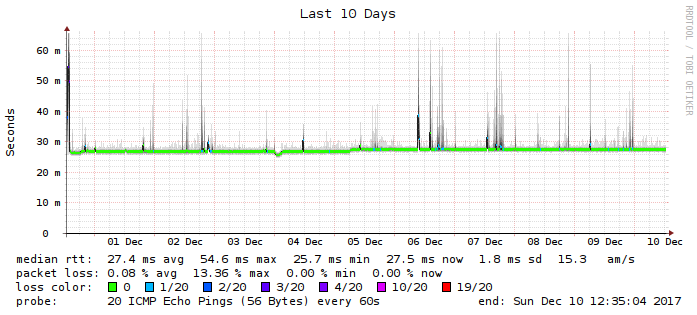 Last 10 Days
RRDTOOL / TOBI OETIKER
Seconds
60 m
50 m
40 m
30 m
20 m
10 m
0
01 Dec 02 Dec 03 Dec 04 Dec 05 Dec 06 Dec 07 Dec 08 Dec 09 Dec 10 Dec
median rtt: 27.4 ms avg 54.6 ms max 25.7 ms min 27.5 ms now 1.8 ms sd 15.3 am/s
packet loss: 0.08 % avg 13.36 % max 0.00 % min 0.00 % now
loss color: 0 1/20 2/20 3/20 4/20 10/20 19/20
probe: 20 ICMP Echo Pings (56 Bytes) every 60s end: Sun Dec 10 12:35:04 2017